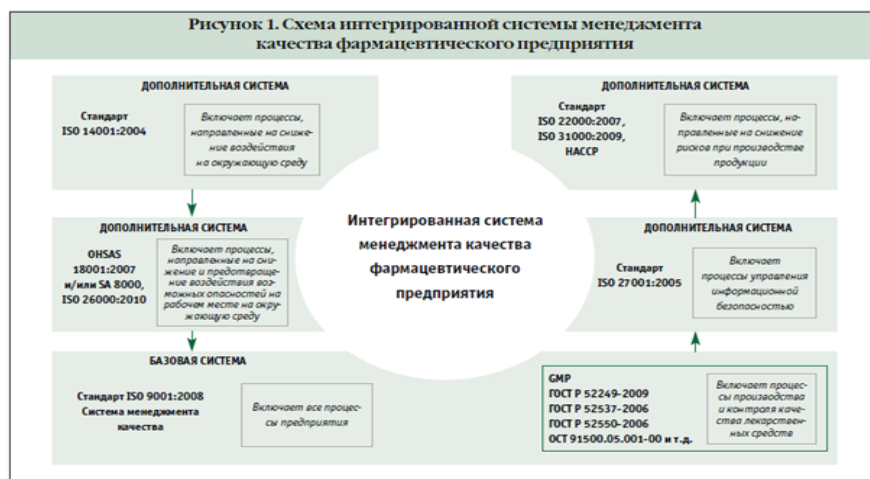 Рисунок 1. Схема интегрированной системы менеджмента
качества фармацевтического предприятия
ДОПОЛНИТЕЛЬНАЯ СИСТЕМА
Стандарт
ISO 14001:2004
Включает процессы,
направленные на сниже-
ние воздействия
на окружающую среду
ДОПОЛНИТЕЛЬНАЯ СИСТЕМА
Стандарт
ISO 22000:2007,
ISO 31000:2009,
НАССР
Включает процессы, на-
правленные на снижение
рисков при производстве
продукции
Интегрированная система
менеджмента качества
фармацевтического
предприятия
ДОПОЛНИТЕЛЬНАЯ СИСТЕМА
OHSAS
18001:2007
и/или SA 8000,
ISO 26000:2010
Включает процессы,
направленные на сни-
жение и предотвраще-
ние воздействия воз-
можных опасностей на
рабочем месте на окру-
жающую среду
ДОПОЛНИТЕЛЬНАЯ СИСТЕМА
Стандарт
ISO 27001:2005
Включает
процессы управления
информационной
безопасностью
БАЗОВАЯ СИСТЕМА
Стандарт ISO 9001:2008
Система менеджмента
качества
Включает все процес-
сы предприятия
GMP
ГОСТ Р 52249-2009
ГОСТ Р 52537-2006
ГОСТ Р 52550-2006
ОСТ 91500.05.001-00 и т.д.
Включает процес-
сы производства
и контроля каче-
ства лекарствен-
ных средств